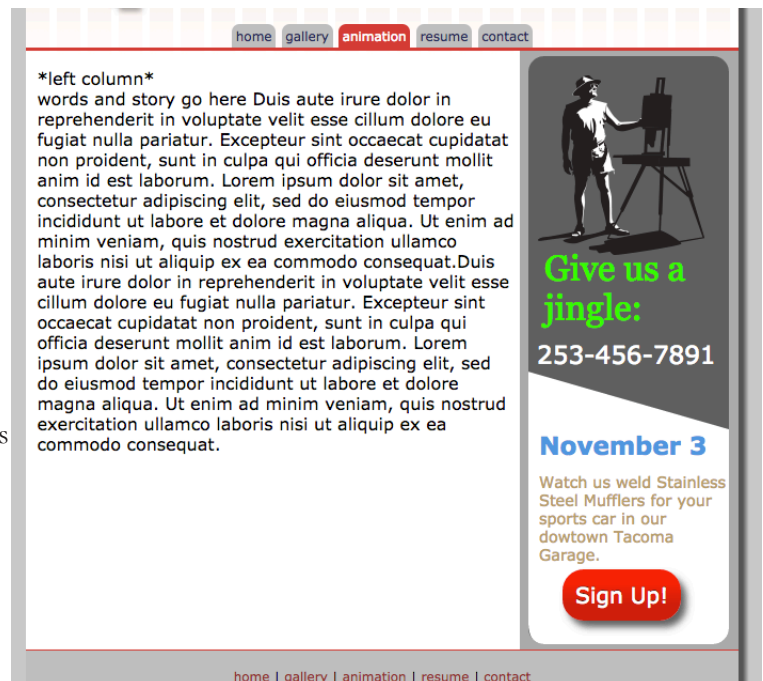 home gallery animation resume contact
*left column*
words and story go here Duis aute irure dolor in
reprehenderit in voluptate velit esse cillum dolore eu
fugiat nulla pariatur. Excepteur sint occaecat cupidatat
non proident, sunt in culpa qui officia deserunt mollit
anim id est laborum. Lorem ipsum dolor sit amet,
consectetur adipiscing elit, sed do eiusmod tempor
incididunt ut labore et dolore magna aliqua. Ut enim ad
minim veniam, quis nostrud exercitation ullamco
laboris nisi ut aliquip ex ea commodo consequat.Duis
aute irure dolor in reprehenderit in voluptate velit esse
cillum dolore eu fugiat nulla pariatur. Excepteur sint
occaecat cupidatat non proident, sunt in culpa qui
officia deserunt mollit anim id est laborum. Lorem
ipsum dolor sit amet, consectetur adipiscing elit, sed
do eiusmod tempor incididunt ut labore et dolore
magna aliqua. Ut enim ad minim veniam, quis nostrud
exercitation ullamco laboris nisi ut aliquip ex ea
commodo consequat.
s
Give us a
jingle:
253-456-7891
November 3
Watch us weld Stainless
Steel Mufflers for your
sports car in our
dowtown Tacoma
Garage.
Sign Up!
home | gallery | animation | resume | contact